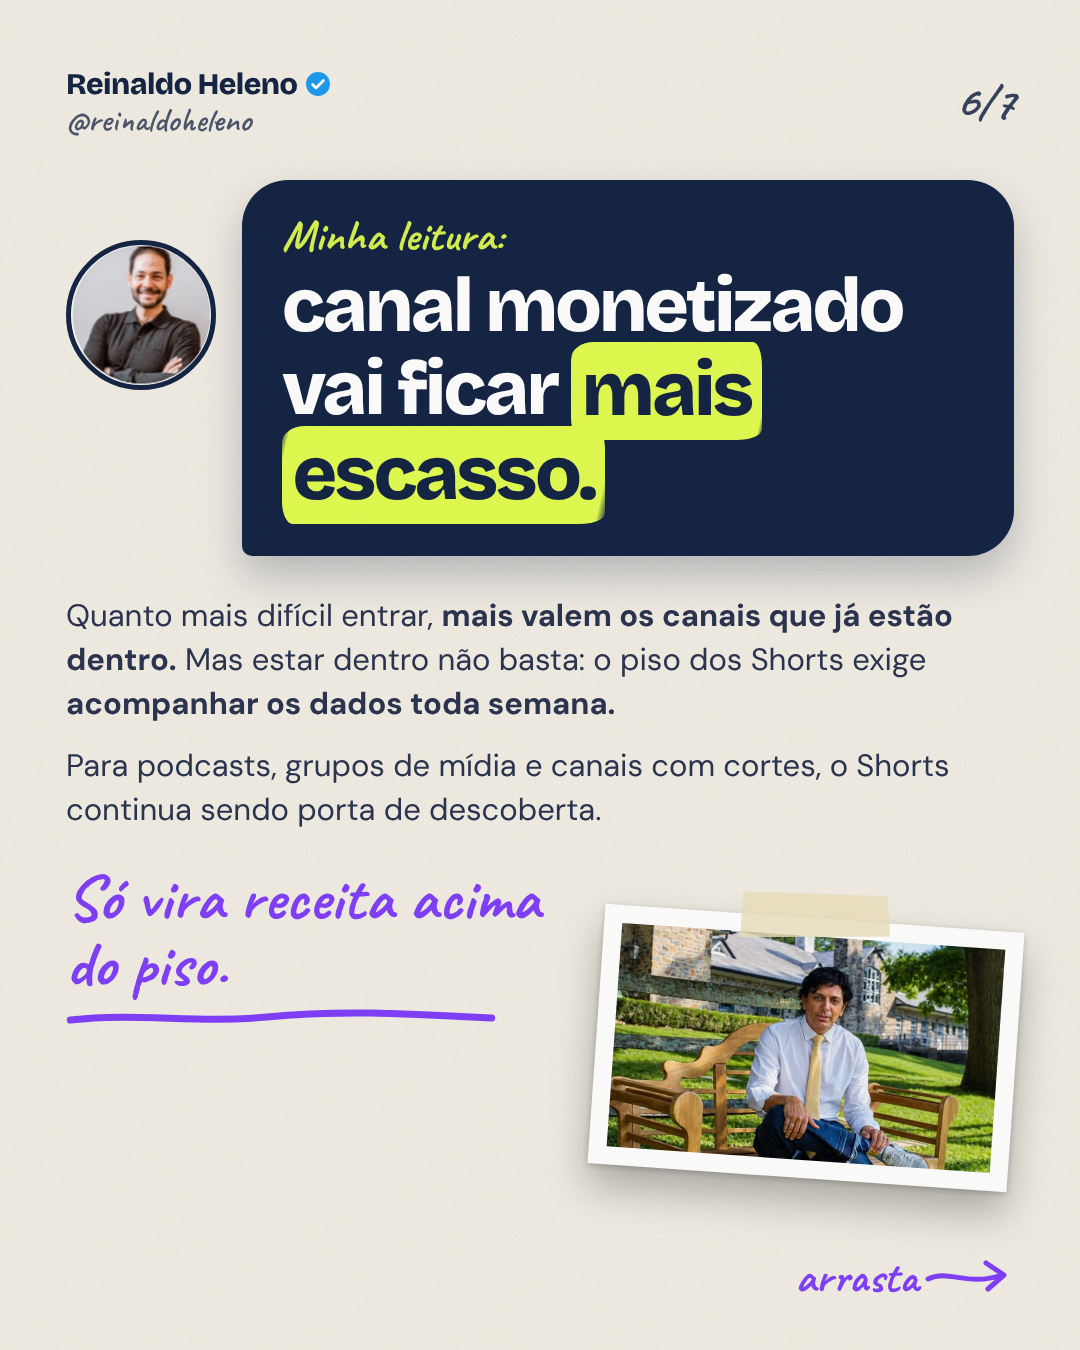 Reinaldo Heleno
@reinaldoheleno
6/7
Minha leitura:
canal monetizado
vai ficar mais
escasso.
Quanto mais difícil entrar, mais valem os canais que já estão
dentro. Mas estar dentro não basta: o piso dos Shorts exige
acompanhar os dados toda semana.
Para podcasts, grupos de mídia e canais com cortes, o Shorts
continua sendo porta de descoberta.
Só vira receita acima
do piso.
arrasta